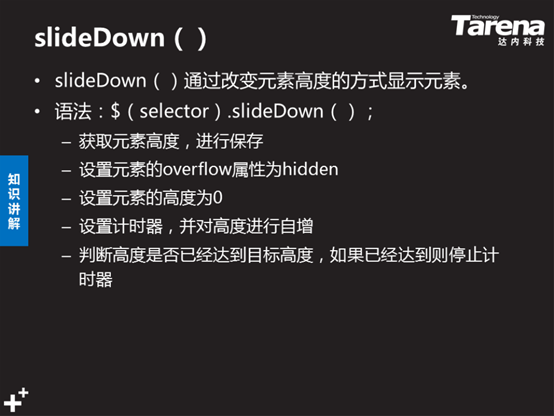 slideDown（ ）
Technology
Tarena
达内科技
• slideDown（ ）通过改变元素高度的方式显示元素。
• 语法：$（selector）.slideDown（ ）；
– 获取元素高度，进行保存
– 设置元素的overflow属性为hidden
– 设置元素的高度为0
– 设置计时器，并对高度进行自增
– 判断高度是否已经达到目标高度，如果已经达到则停止计
时器
知识讲解